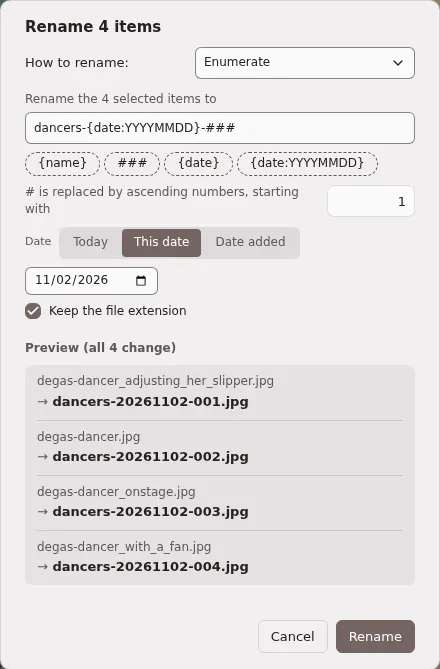 Rename 4 items
How to rename:
Enumerate
Rename the 4 selected items to
dancers-{date:YYYYMMDD}-###
{name}
###
{date}
{date:YYYYMMDD}
# is replaced by ascending numbers, starting
with
1
Date
Today
This date
Date added
11/02/2026
Keep the file extension
Preview (all 4 change)
degas-dancer_adjusting_her_slipper.jpg
→ dancers-20261102-001.jpg
degas-dancer.jpg
→ dancers-20261102-002.jpg
degas-dancer_onstage.jpg
→ dancers-20261102-003.jpg
degas-dancer_with_a_fan.jpg
→ dancers-20261102-004.jpg
Cancel
Rename